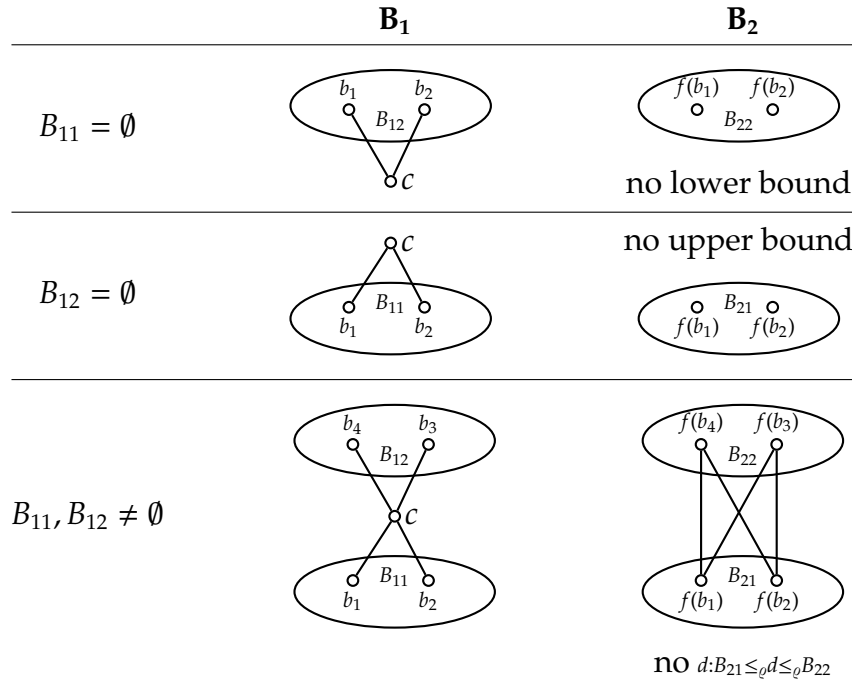 B₁ B₂
B₁₁ = ∅
b₁ b₂
B₁₂
c
f(b₁) f(b₂)
B₂₂
no lower bound
B₁₂ = ∅
c
B₁₁
b₁ b₂
no upper bound
B₂₁
f(b₁) f(b₂)
B₁₁, B₁₂ ≠ ∅
b₄ b₃
B₁₂
c
B₁₁
b₁ b₂
f(b₄) f(b₃)
B₂₂
B₂₁
f(b₁) f(b₂)
no d:B₂₁≤ϱd≤ϱB₂₂